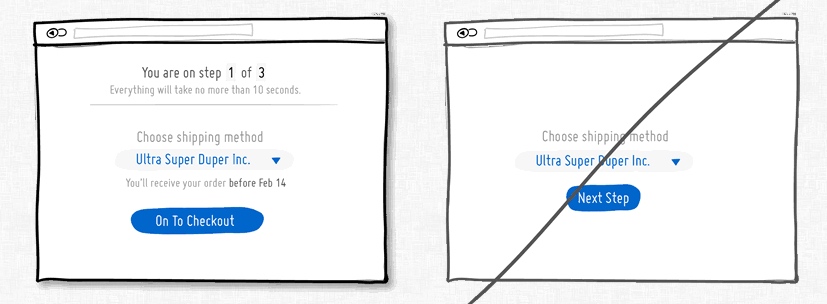 You are on step 1 of 3
Everything will take no more than 10 seconds.
Choose shipping method
Ultra Super Duper Inc.
You'll receive your order before Feb 14
On To Checkout
Choose shipping method
Ultra Super Duper Inc.
Next Step